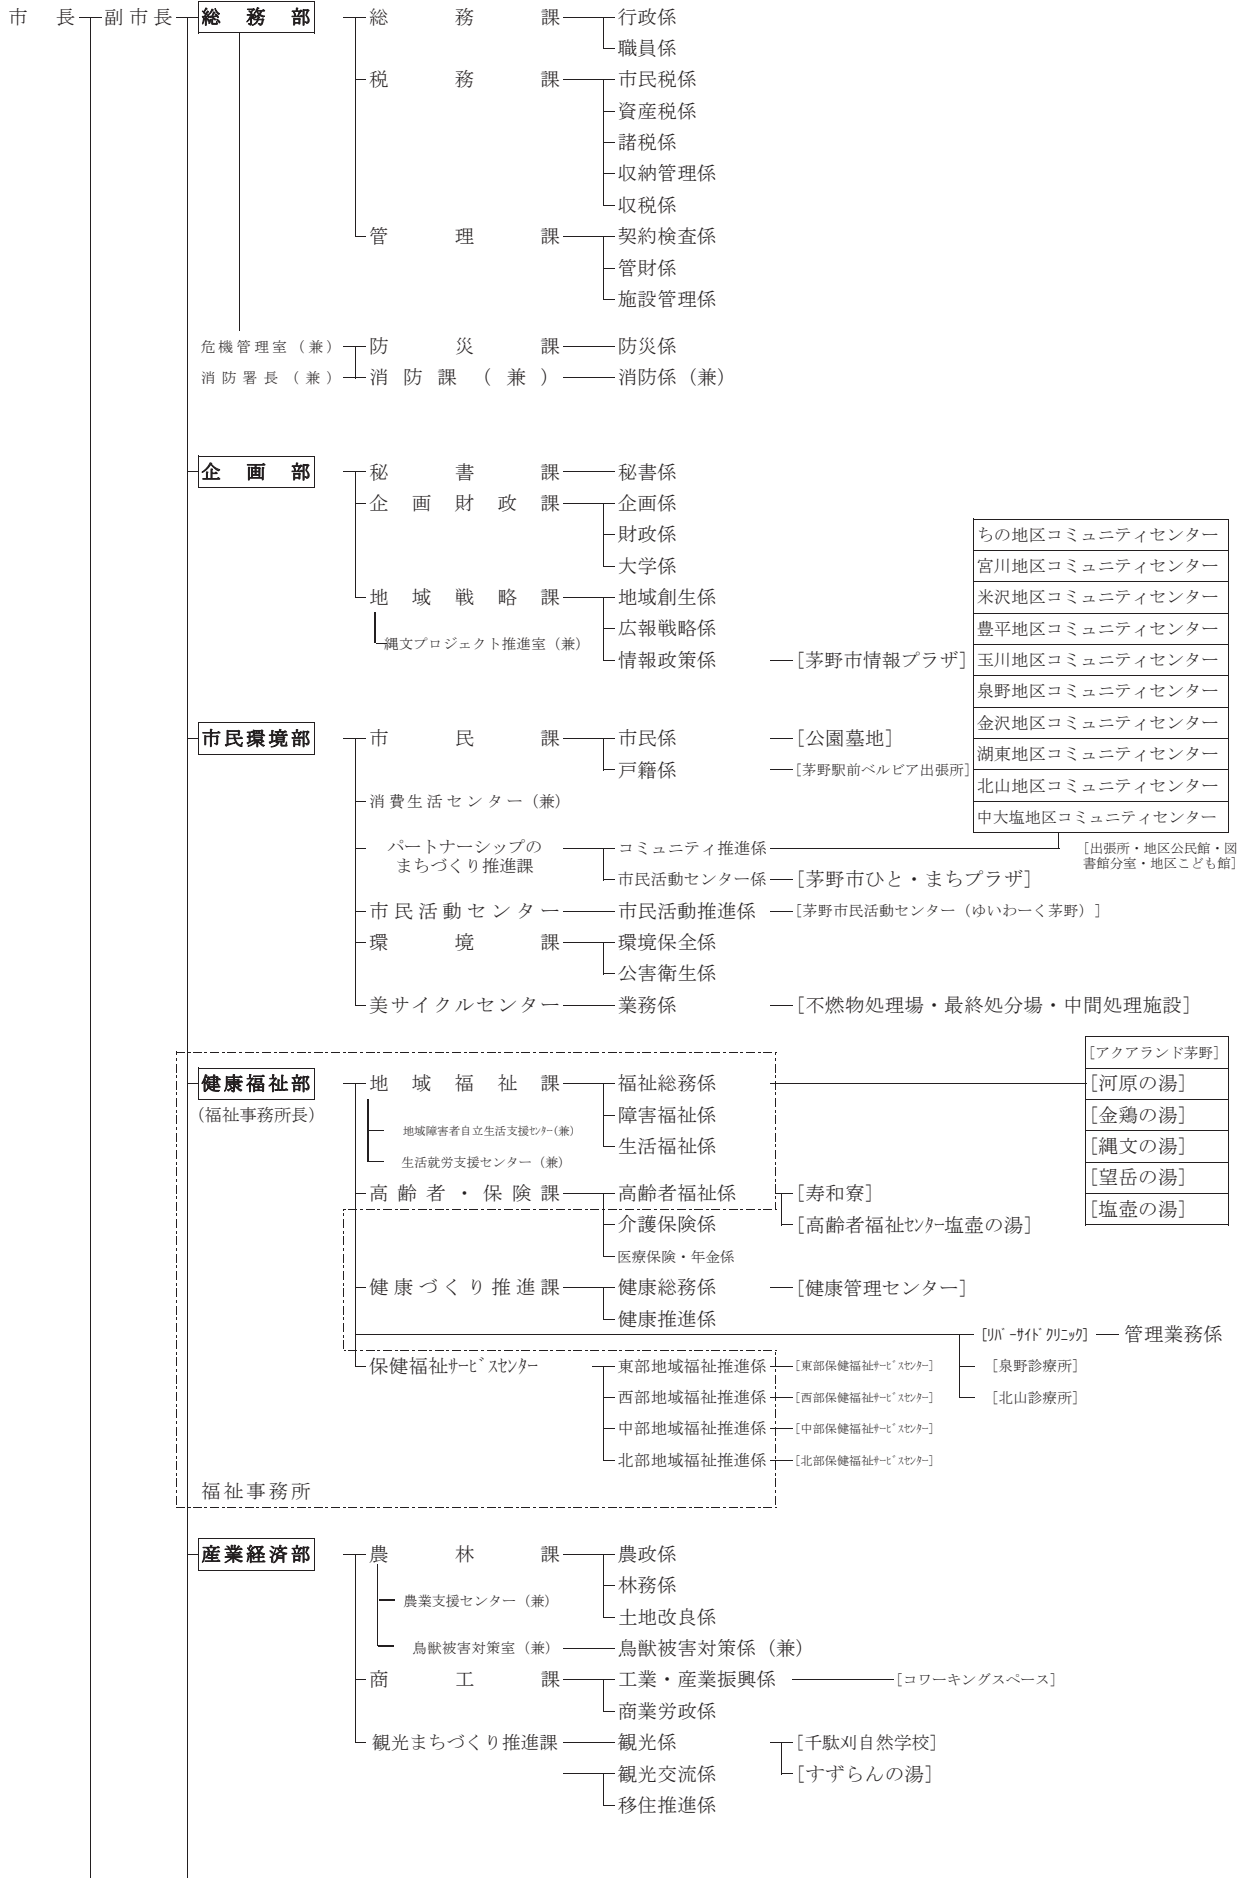 市長 副市長 総務部 総務課 行政係
職員係
税務課 市民税係
資産税係
諸税係
収納管理係
収税係
管理課 契約検査係
管財係
施設管理係
危機管理室（兼） 防災課 防災係
消防署長（兼） 消防課（兼） 消防係（兼）
企画部 秘書課 秘書係
企画財政課 企画係
財政係
大学係
地域戦略課 地域創生係
広報戦略係
縄文プロジェクト推進室（兼）
情報政策係 [茅野市情報プラザ]
ちの地区コミュニティセンター
宮川地区コミュニティセンター
米沢地区コミュニティセンター
豊平地区コミュニティセンター
玉川地区コミュニティセンター
泉野地区コミュニティセンター
金沢地区コミュニティセンター
湖東地区コミュニティセンター
北山地区コミュニティセンター
中大塩地区コミュニティセンター
市民環境部 市民課 市民係 [公園墓地]
戸籍係 [茅野駅前ベルビア出張所]
消費生活センター（兼）
パートナーシップの
まちづくり推進課
コミュニティ推進係
[出張所・地区公民館・図
書館分室・地区こども館]
市民活動センター係 [茅野市ひと・まちプラザ]
市民活動センター 市民活動推進係 [茅野市民活動センター（ゆいわーく茅野）]
環境課 環境保全係
公害衛生係
美サイクルセンター 業務係 [不燃物処理場・最終処分場・中間処理施設]
健康福祉部 地域福祉課 福祉総務係
(福祉事務所長) 障害福祉係
地域障害者自立生活支援ｾﾝﾀｰ(兼)
生活福祉係
生活就労支援センター（兼）
[アクアランド茅野]
[河原の湯]
[金鶏の湯]
[縄文の湯]
[望岳の湯]
[塩壺の湯]
高齢者・保険課 高齢者福祉係 [寿和寮]
介護保険係 [高齢者福祉ｾﾝﾀｰ塩壺の湯]
医療保険・年金係
健康づくり推進課 健康総務係 [健康管理センター]
健康推進係
[ﾘﾊﾞｰｻｲﾄﾞｸﾘﾆｯｸ] 管理業務係
[泉野診療所]
[北山診療所]
保健福祉ｻｰﾋﾞｽｾﾝﾀｰ 東部地域福祉推進係 [東部保健福祉ｻｰﾋﾞｽｾﾝﾀｰ]
西部地域福祉推進係 [西部保健福祉ｻｰﾋﾞｽｾﾝﾀｰ]
中部地域福祉推進係 [中部保健福祉ｻｰﾋﾞｽｾﾝﾀｰ]
北部地域福祉推進係 [北部保健福祉ｻｰﾋﾞｽｾﾝﾀｰ]
福祉事務所
産業経済部 農林課 農政係
林務係
農業支援センター（兼）
土地改良係
鳥獣被害対策室（兼） 鳥獣被害対策係（兼）
商工課 工業・産業振興係 [コワーキングスペース]
商業労政係
観光まちづくり推進課 観光係 [千駄刈自然学校]
観光交流係 [すずらんの湯]
移住推進係